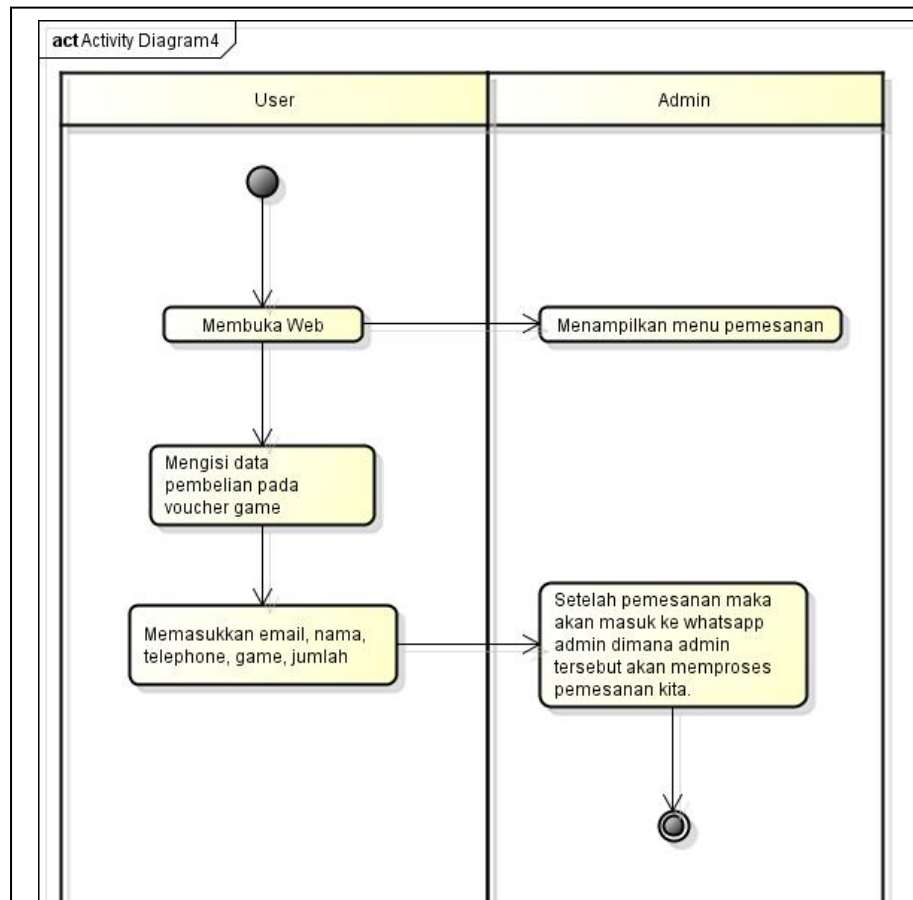 act Activity Diagram4
User
Admin
Membuka Web
Menampilkan menu pemesanan
Mengisi data
pembelian pada
voucher game
Memasukkan email, nama,
telephone, game, jumlah
Setelah pemesanan maka
akan masuk ke whatsapp
admin dimana admin
tersebut akan memproses
pemesanan kita.